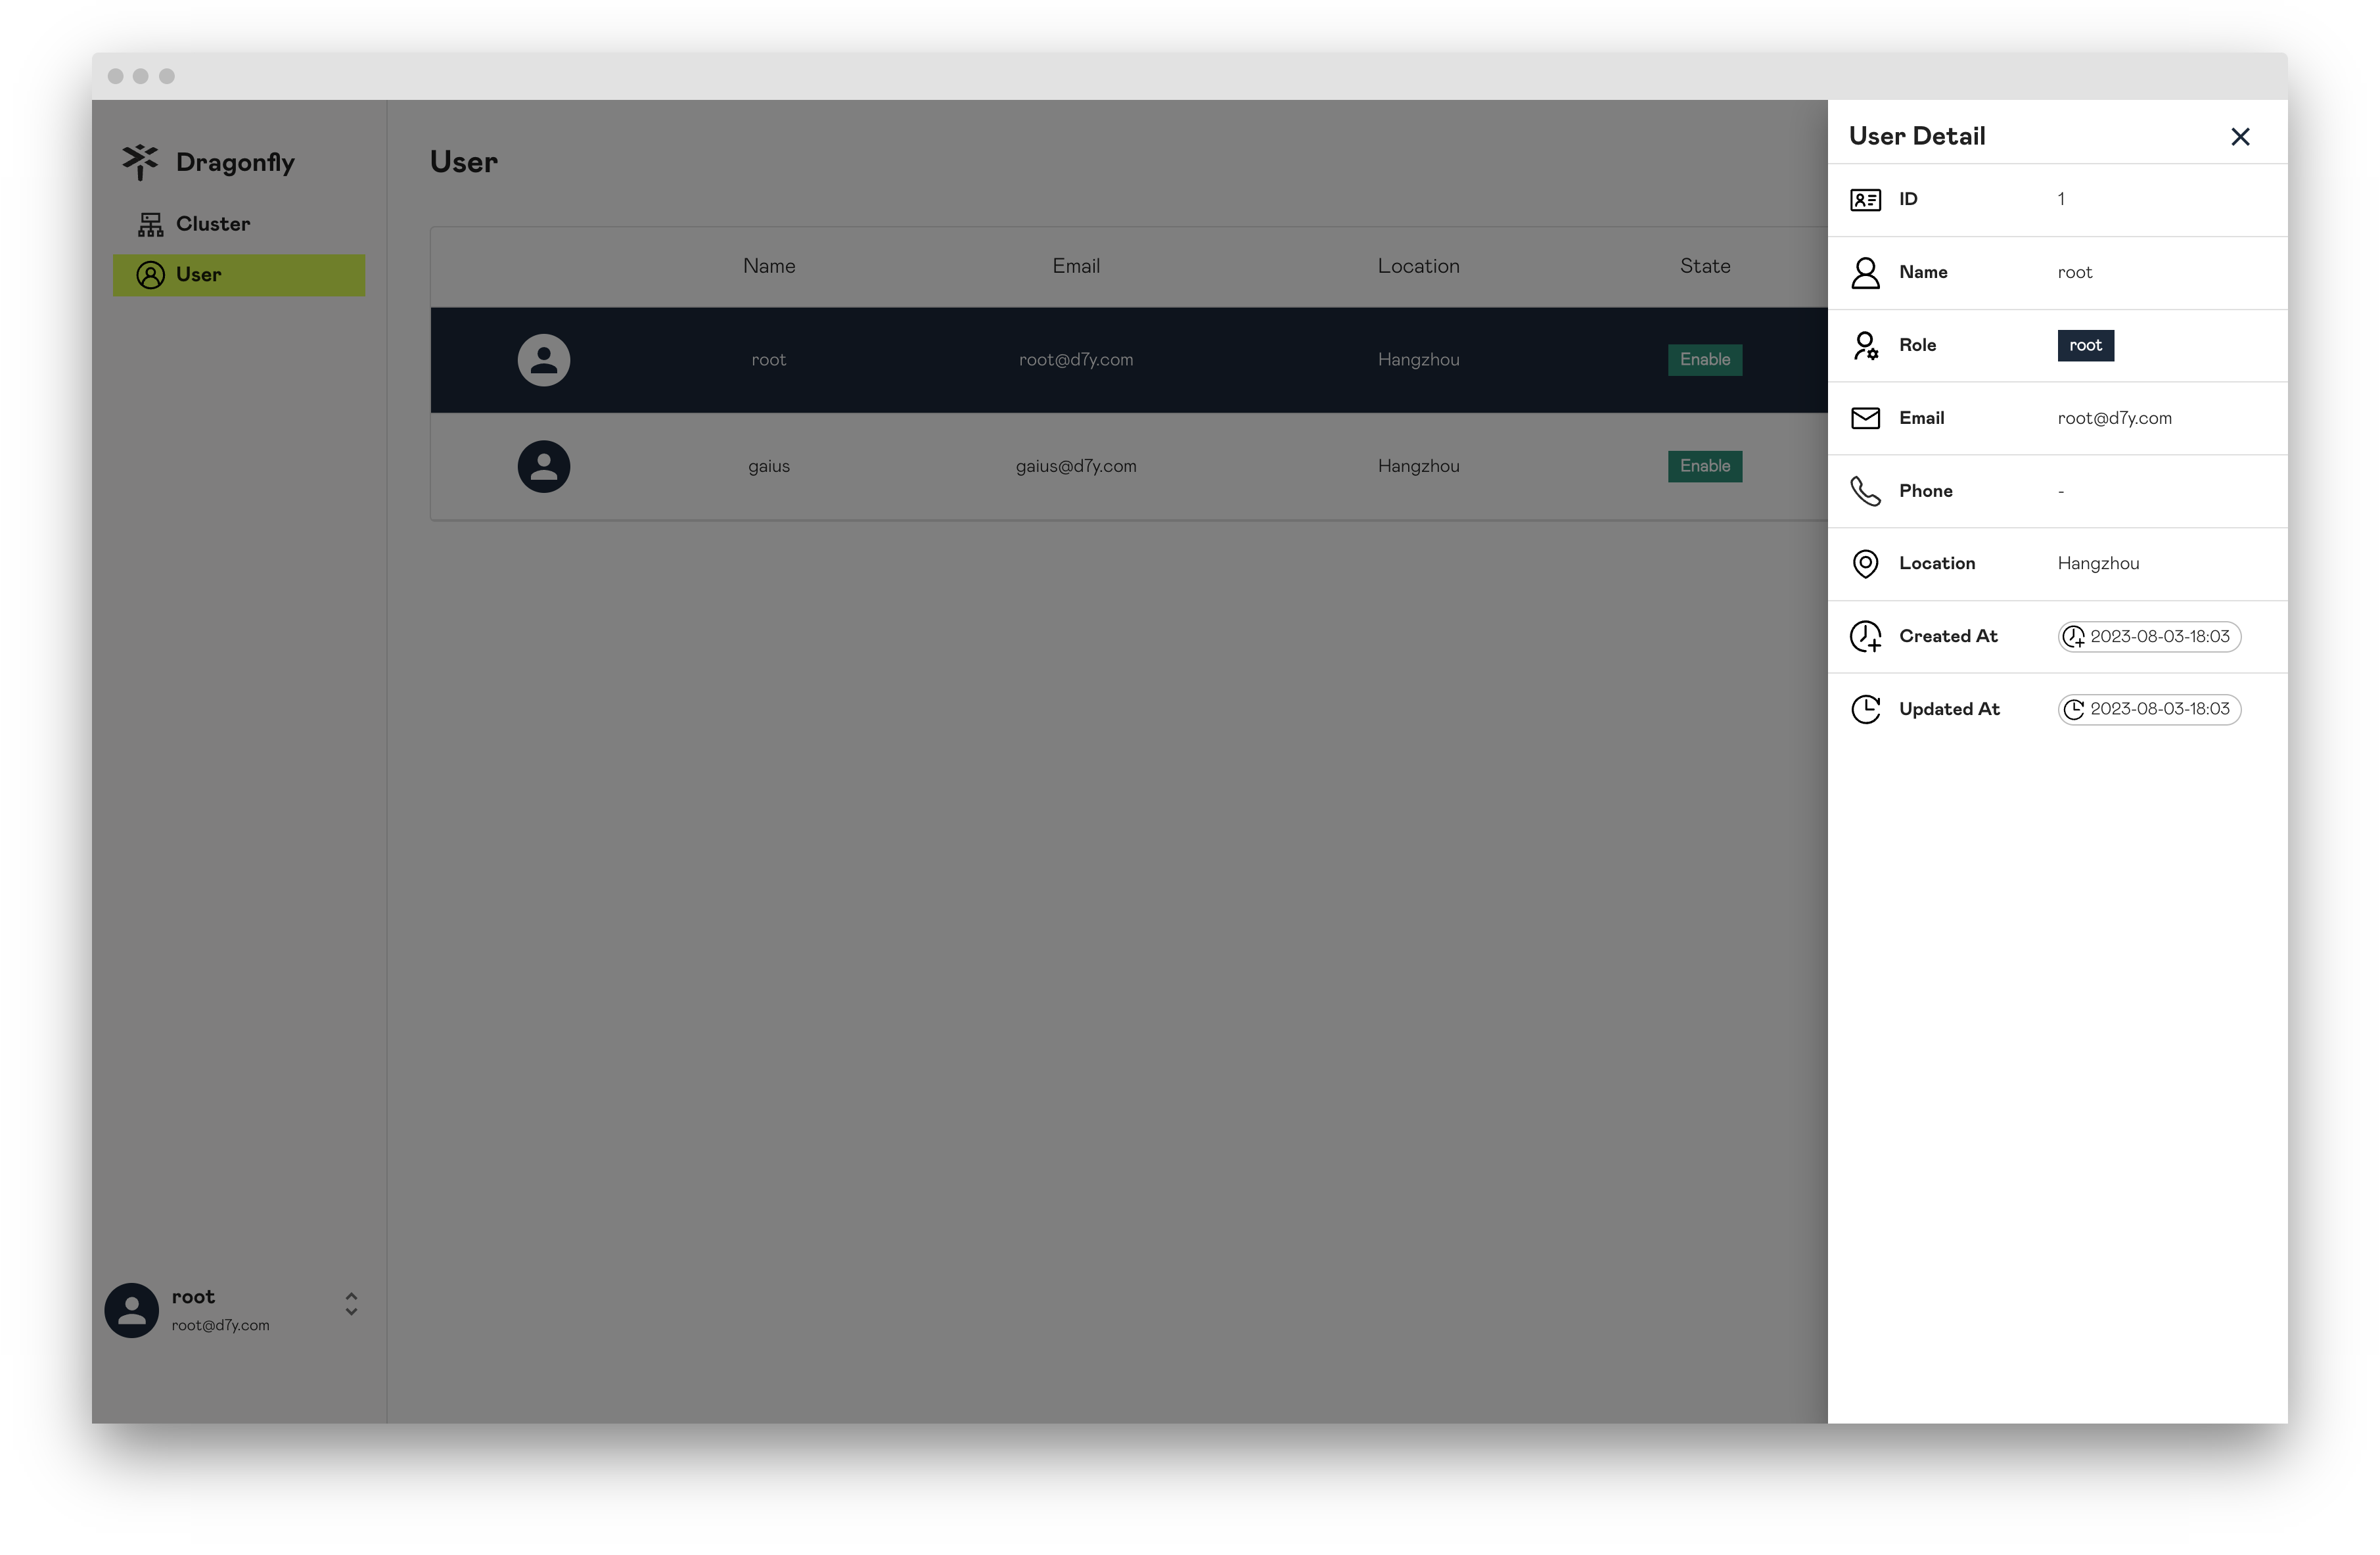 Dragonfly
Cluster
User
root
root@d7y.com
User
Name Email Location State
root root@d7y.com Hangzhou Enable
gaius gaius@d7y.com Hangzhou Enable
User Detail
ID 1
Name root
Role root
Email root@d7y.com
Phone -
Location Hangzhou
Created At 2023-08-03-18:03
Updated At 2023-08-03-18:03